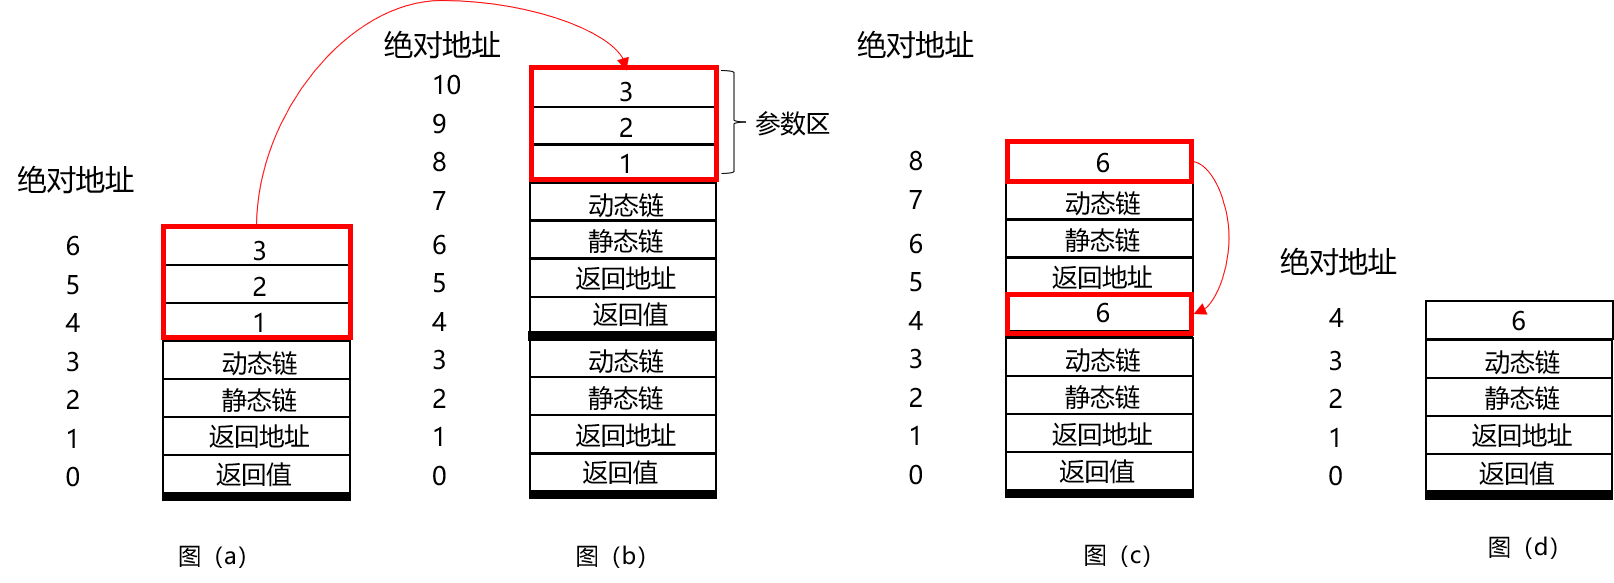 绝对地址
6
5
4
3
2
1
0
3
2
1
动态链
静态链
返回地址
返回值
图（a）
绝对地址
10
9
8
7
6
5
4
3
2
1
0
3
2
1
动态链
静态链
返回地址
返回值
动态链
静态链
返回地址
返回值
参数区
图（b）
绝对地址
8
7
6
5
4
3
2
1
0
6
动态链
静态链
返回地址
6
动态链
静态链
返回地址
返回值
图（c）
绝对地址
4
3
2
1
0
6
动态链
静态链
返回地址
返回值
图（d）